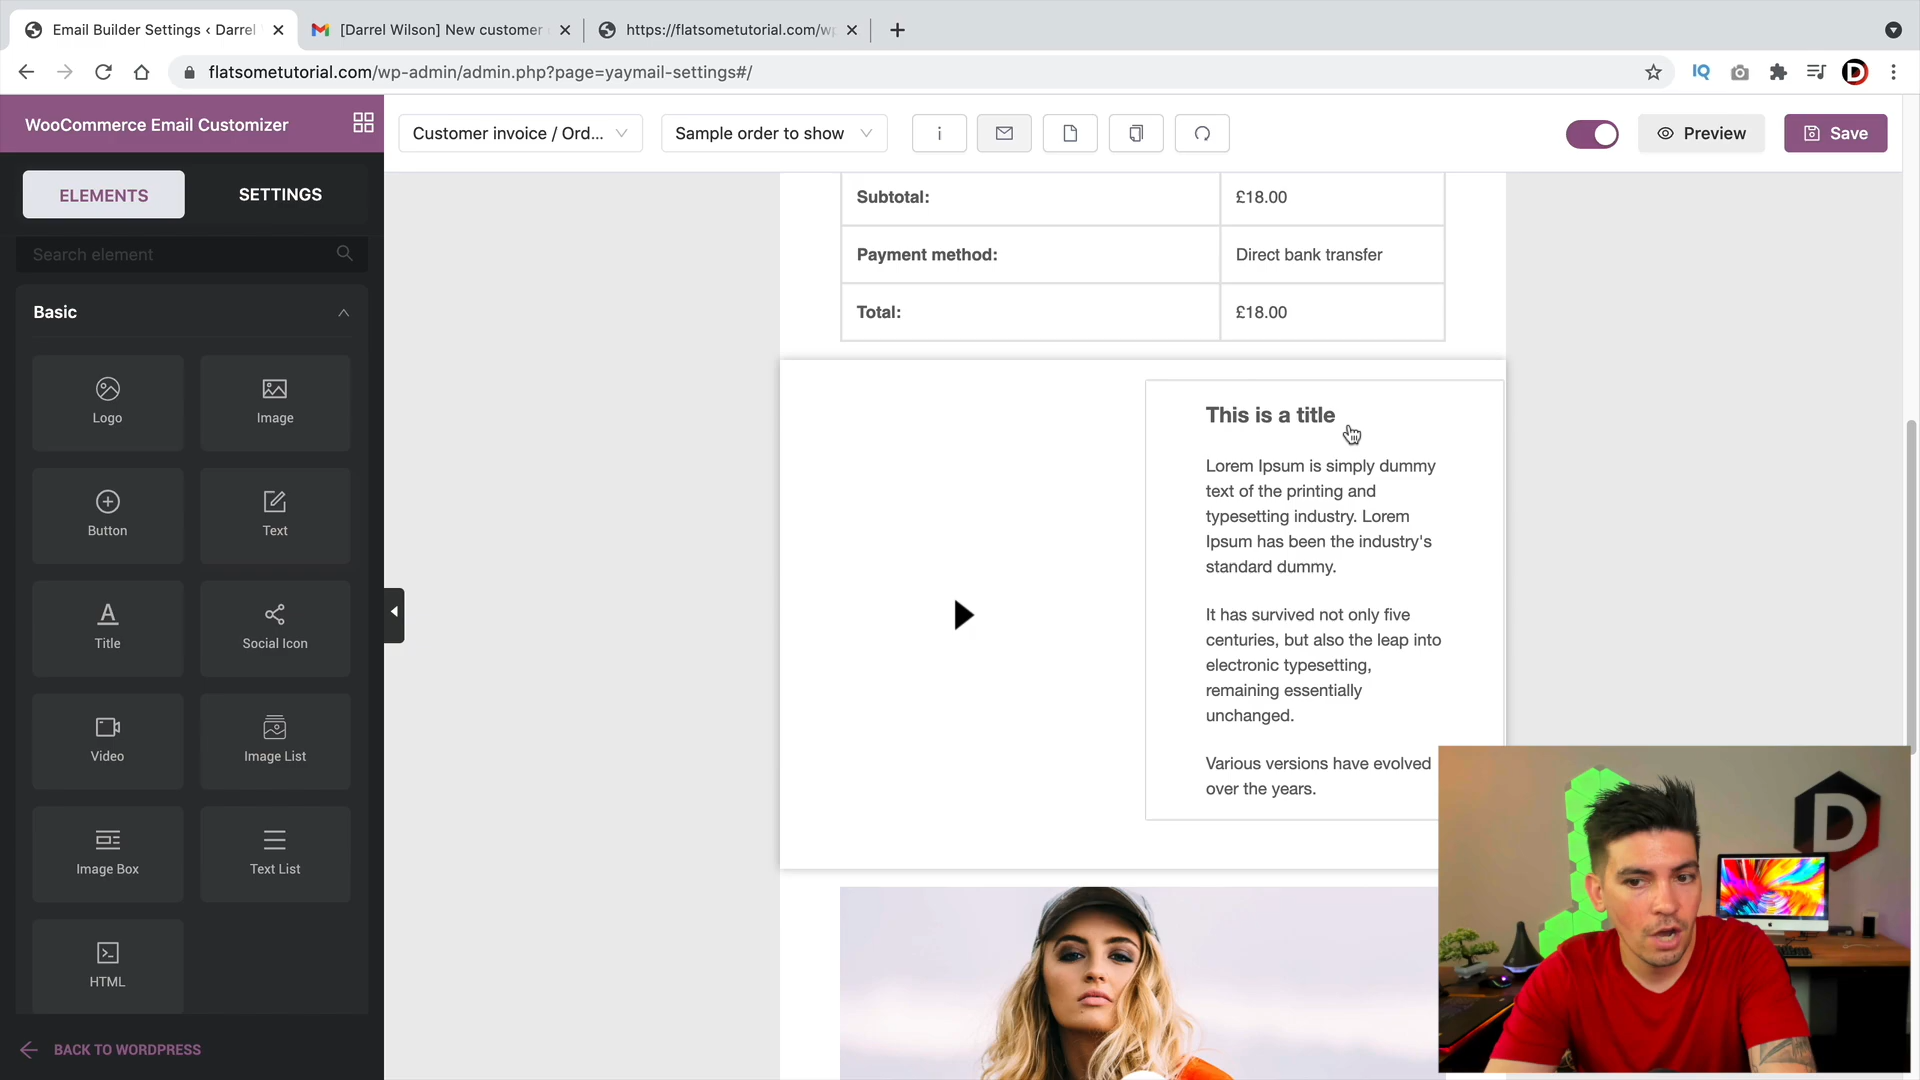 Email Builder Settings ‹ Darrel
[Darrel Wilson] New customer
https://flatsometutorial.com/wp
flatsometutorial.com/wp-admin/admin.php?page=yaymail-settings#/
IQ
D
WooCommerce Email Customizer
Customer invoice / Ord...
Sample order to show
i
Preview
Save
ELEMENTS
SETTINGS
Search element
Basic
Logo
Image
Button
Text
Title
Social Icon
Video
Image List
Image Box
Text List
HTML
BACK TO WORDPRESS
Subtotal:
£18.00
Payment method:
Direct bank transfer
Total:
£18.00
This is a title
Lorem Ipsum is simply dummy
text of the printing and
typesetting industry. Lorem
Ipsum has been the industry's
standard dummy.
It has survived not only five
centuries, but also the leap into
electronic typesetting,
remaining essentially
unchanged.
Various versions have evolved
over the years.
D